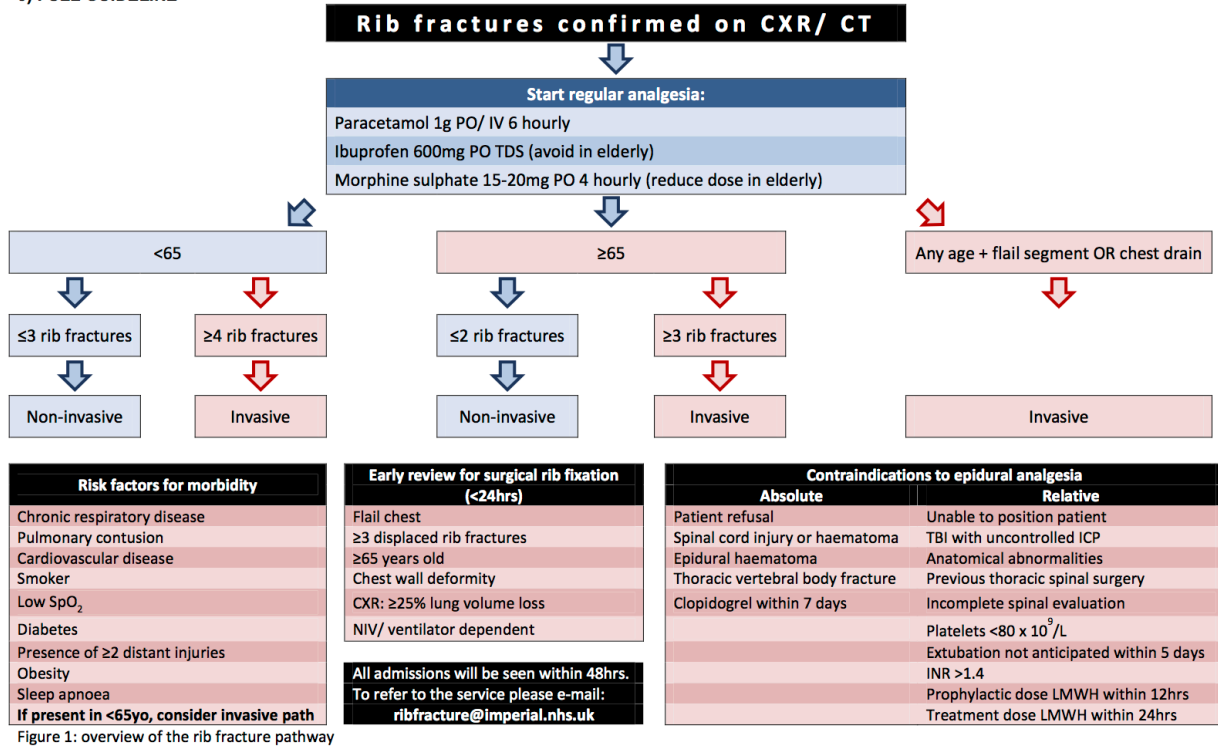 Rib fractures confirmed on CXR/ CT
Start regular analgesia:
Paracetamol 1g PO/ IV 6 hourly
Ibuprofen 600mg PO TDS (avoid in elderly)
Morphine sulphate 15-20mg PO 4 hourly (reduce dose in elderly)
<65
≥65
Any age + flail segment OR chest drain
≤3 rib fractures
≥4 rib fractures
≤2 rib fractures
≥3 rib fractures
Non-invasive
Invasive
Non-invasive
Invasive
Invasive
Risk factors for morbidity
Chronic respiratory disease
Pulmonary contusion
Cardiovascular disease
Smoker
Low SpO₂
Diabetes
Presence of ≥2 distant injuries
Obesity
Sleep apnoea
If present in <65yo, consider invasive path
Early review for surgical rib fixation
(<24hrs)
Flail chest
≥3 displaced rib fractures
≥65 years old
Chest wall deformity
CXR: ≥25% lung volume loss
NIV/ ventilator dependent
All admissions will be seen within 48hrs.
To refer to the service please e-mail:
ribfracture@imperial.nhs.uk
Contraindications to epidural analgesia
Absolute
Patient refusal
Spinal cord injury or haematoma
Epidural haematoma
Thoracic vertebral body fracture
Clopidogrel within 7 days
Relative
Unable to position patient
TBI with uncontrolled ICP
Anatomical abnormalities
Previous thoracic spinal surgery
Incomplete spinal evaluation
Platelets <80 x 10⁹/L
Extubation not anticipated within 5 days
INR >1.4
Prophylactic dose LMWH within 12hrs
Treatment dose LMWH within 24hrs
Figure 1: overview of the rib fracture pathway